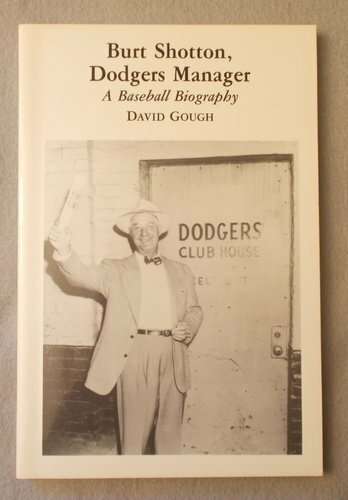 Burt Shotton,
Dodgers Manager
A Baseball Biography
DAVID GOUGH
DODGERS
CLUB HOUSE